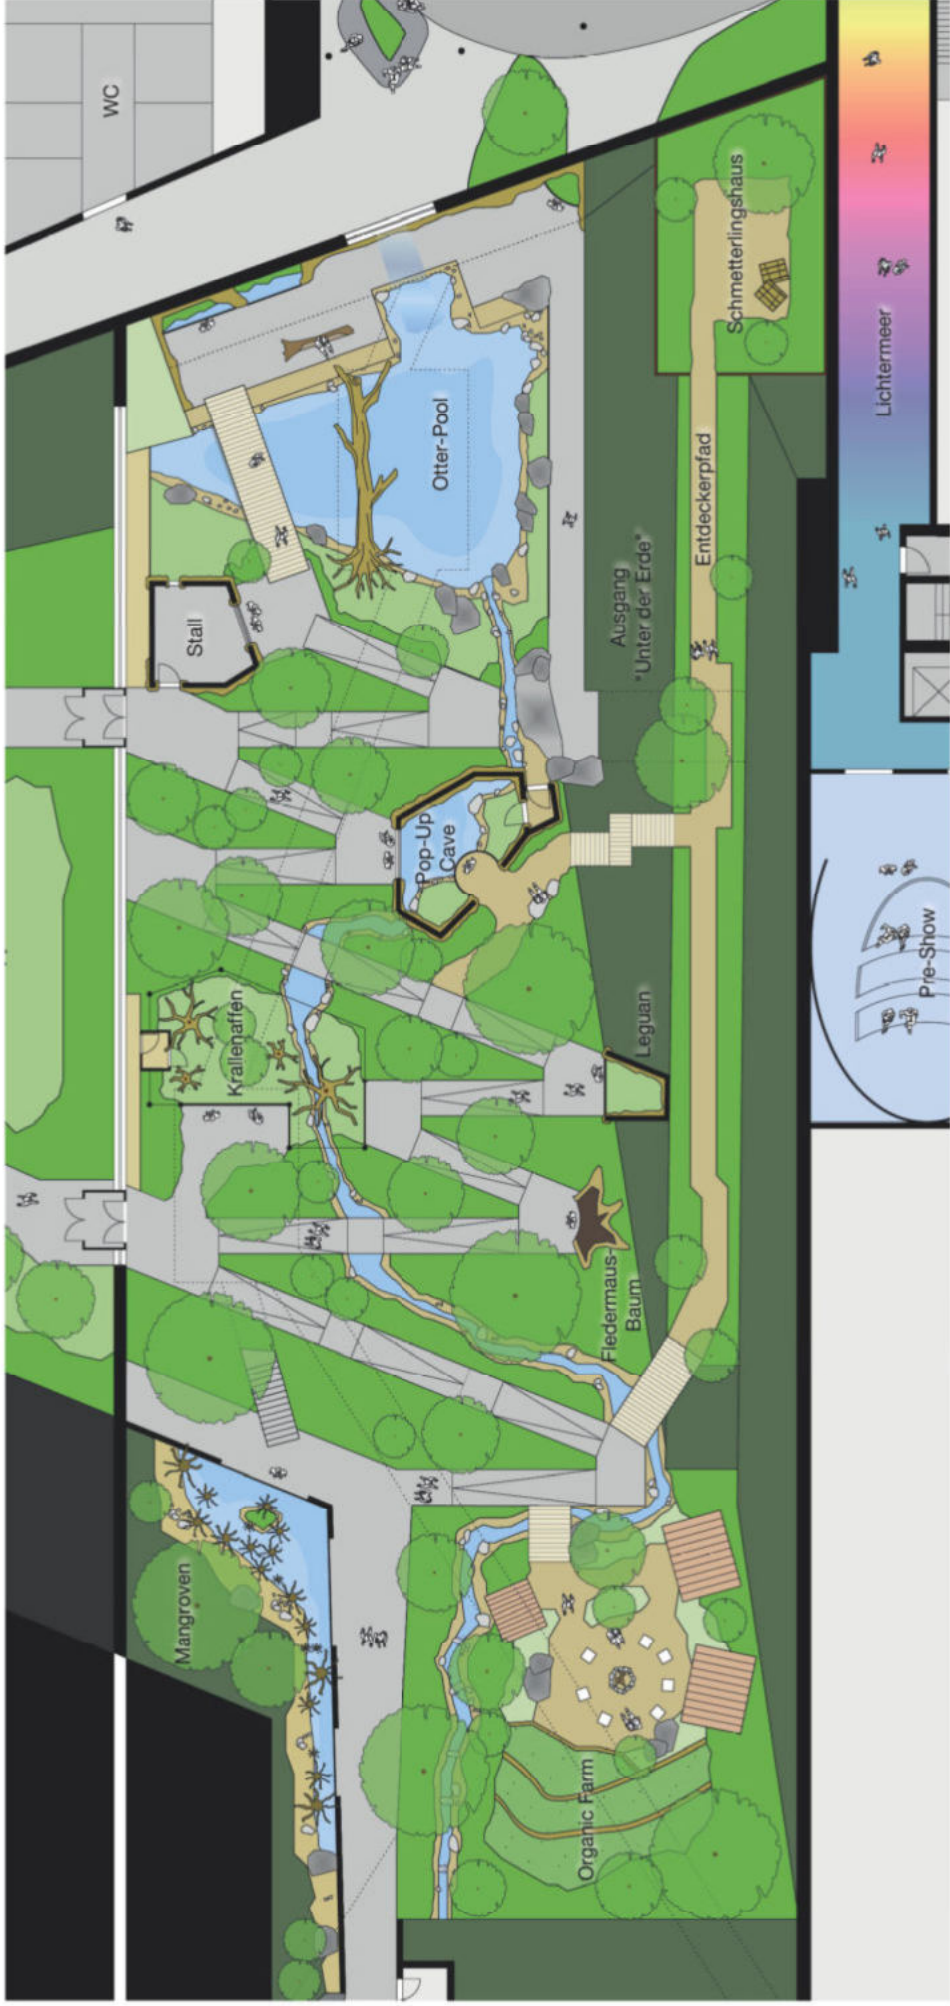 WC
Schmetterlingshaus
Lichtermeer
Otter-Pool
Entdeckerpfad
Stall
Ausgang
"Unter der Erde"
Pop-Up
Cave
Pre-Show
Krallenaffen
Leguan
Fledermaus-
Baum
Mangroven
Organic Farm